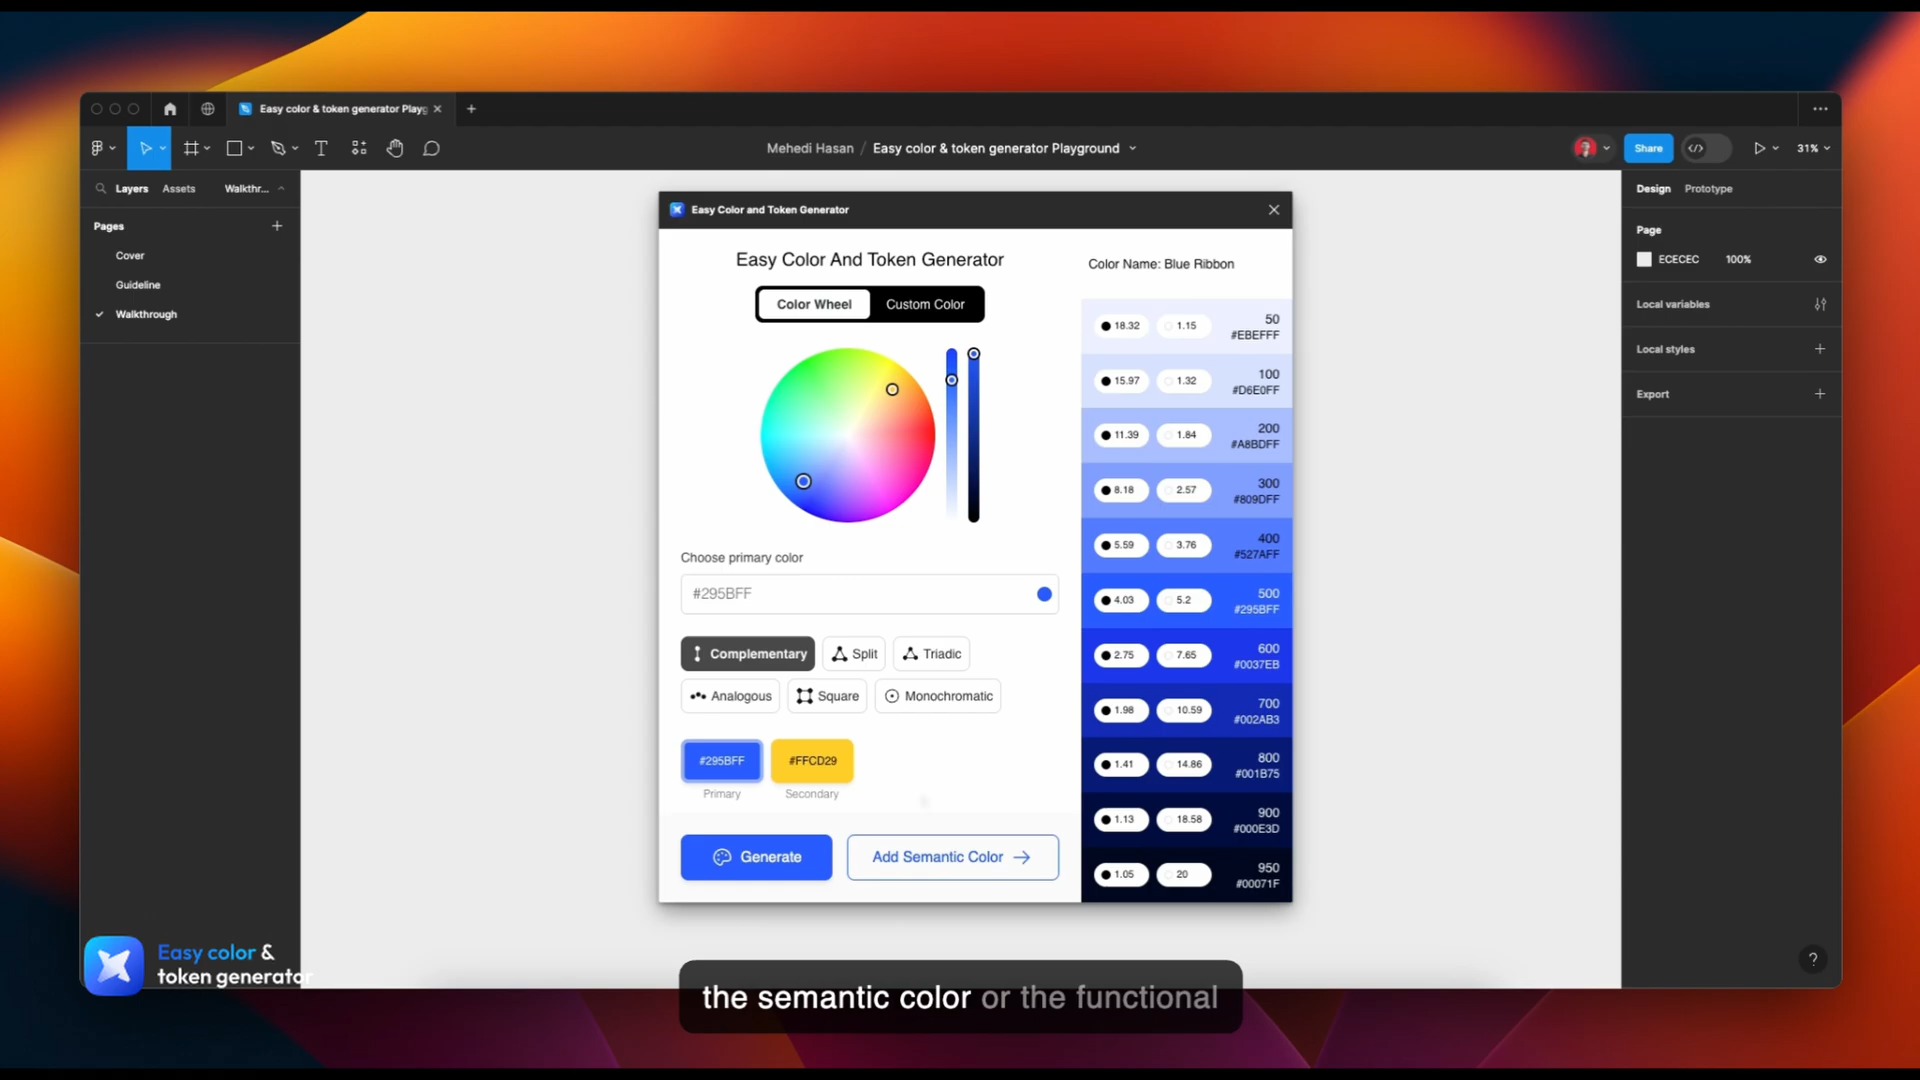 Easy color & token generator Playg
Mehedi Hasan / Easy color & token generator Playground
Share
31%
Layers
Assets
Walkthr...
Pages
Cover
Guideline
Walkthrough
Easy Color and Token Generator
Easy Color And Token Generator
Color Wheel
Custom Color
Choose primary color
#295BFF
Complementary
Split
Triadic
Analogous
Square
Monochromatic
#295BFF
#FFCD29
Primary
Secondary
Generate
Add Semantic Color
Color Name: Blue Ribbon
18.32 1.15 50
#EBEFFF
15.97 1.32 100
#D6E0FF
11.39 1.84 200
#A8BDFF
8.18 2.57 300
#809DFF
5.59 3.76 400
#527AFF
4.03 5.2 500
#295BFF
2.75 7.65 600
#0037EB
1.98 10.59 700
#002AB3
1.41 14.86 800
#001B75
1.13 18.58 900
#000E3D
1.05 20 950
#00071F
Design
Prototype
Page
ECECEC 100%
Local variables
Local styles
Export
?
Easy color &
token generator
the semantic color or the functional